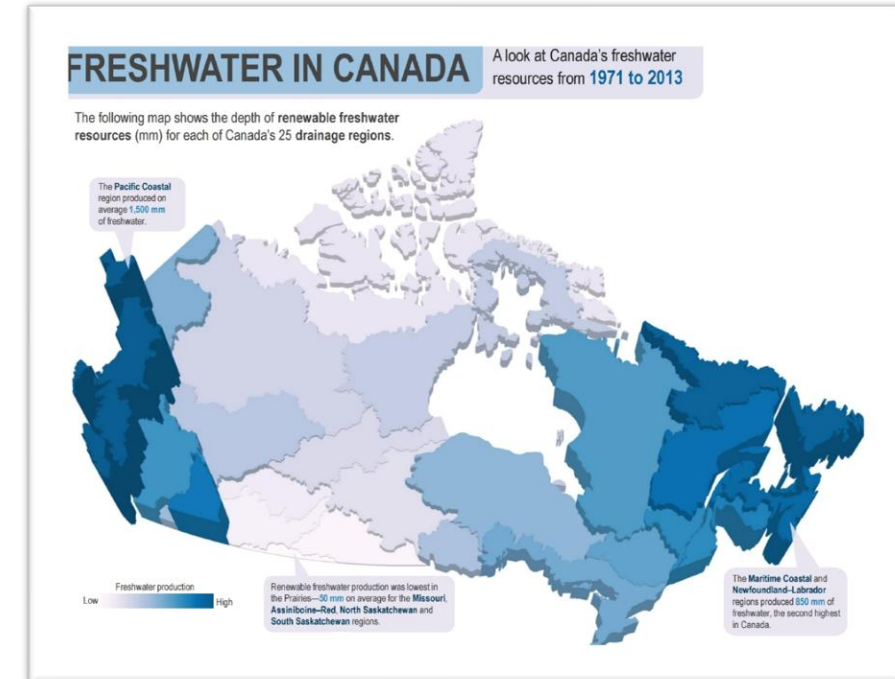 FRESHWATER IN CANADA
A look at Canada's freshwater
resources from 1971 to 2013
The following map shows the depth of renewable freshwater
resources (mm) for each of Canada's 25 drainage regions.
The Pacific Coastal
region produced on
average 1,500 mm
of freshwater.
Freshwater production
Low
High
Renewable freshwater production was lowest in
the Prairies—50 mm on average for the Missouri,
Assiniboine–Red, North Saskatchewan and
South Saskatchewan regions.
The Maritime Coastal and
Newfoundland–Labrador
regions produced 850 mm of
freshwater, the second highest
in Canada.